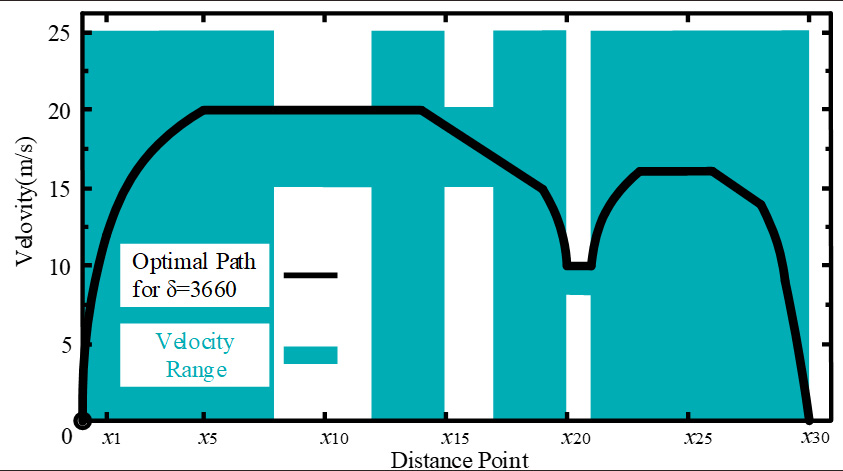 25
20
15
10
5
0
Velovity(m/s)
Optimal Path
for δ=3660
Velocity
Range
x1 x5 x10 x15 x20 x25 x30
Distance Point